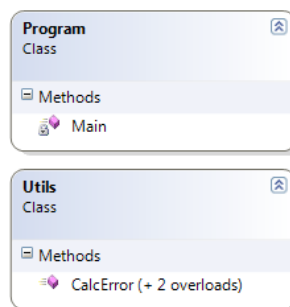 Program
Class
Methods
Main
Utils
Class
Methods
CalcError (+ 2 overloads)